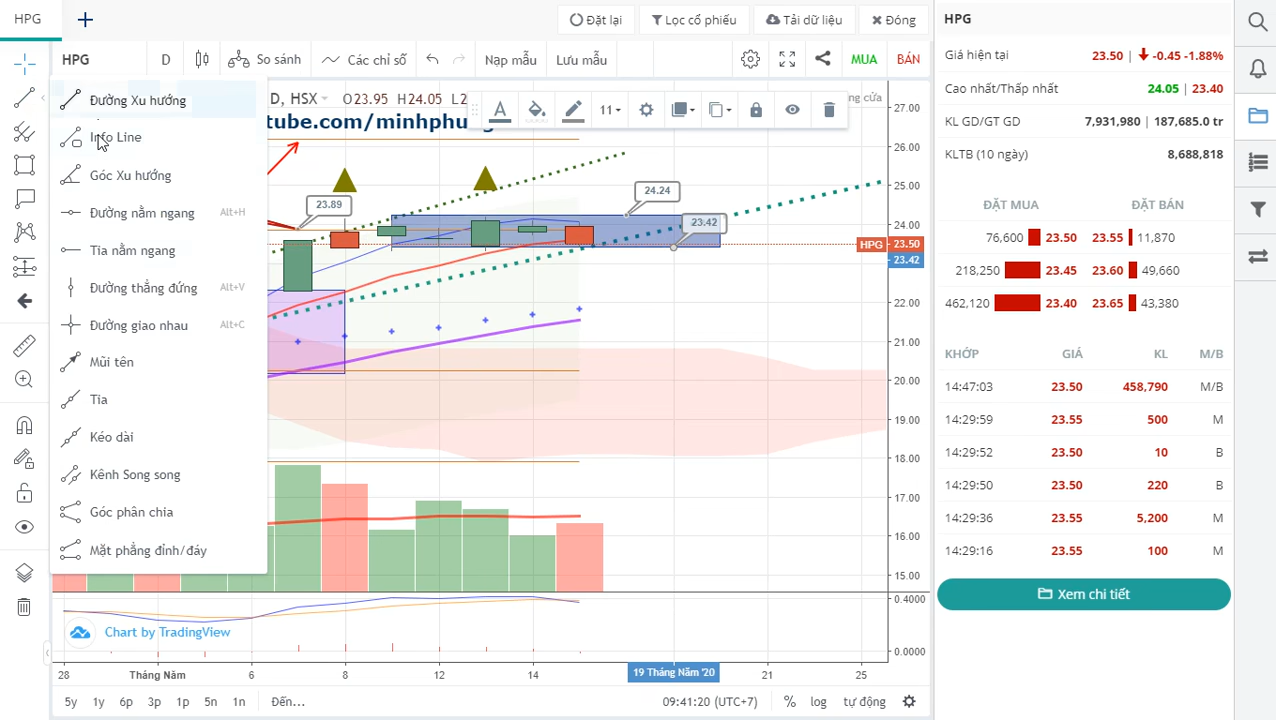 HPG
Đặt lại
Lọc cổ phiếu
Tải dữ liệu
Đóng
HPG
D
So sánh
Các chỉ số
Nạp mẫu
Lưu mẫu
MUA
BÁN
Đường Xu hướng
Info Line
Góc Xu hướng
Đường nằm ngang Alt+H
Tia nằm ngang
Đường thẳng đứng Alt+V
Đường giao nhau Alt+C
Mũi tên
Tia
Kéo dài
Kênh Song song
Góc phân chia
Mặt phẳng đỉnh/đáy
D, HSX O23.95 H24.05
11
cửa
23.89
24.24
23.42
27.00
26.00
25.00
24.00
HPG 23.50
23.42
22.00
21.00
20.00
19.00
18.00
17.00
16.00
15.00
0.4000
0.0000
Chart by TradingView
28
Tháng Năm
6
8
12
14
19 Tháng Năm '20
21
25
5y
1y
6p
3p
1p
5n
1n
Đến...
09:41:20 (UTC+7)
%
log
tự động
HPG
Giá hiện tại 23.50 | -0.45 -1.88%
Cao nhất/Thấp nhất 24.05 | 23.40
KL GD/GT GD 7,931,980 | 187,685.0 tr
KLTB (10 ngày) 8,688,818
ĐẶT MUA ĐẶT BÁN
76,600 23.50 23.55 11,870
218,250 23.45 23.60 49,660
462,120 23.40 23.65 43,380
KHỚP GIÁ KL M/B
14:47:03 23.50 458,790 M/B
14:29:59 23.50 500 M
14:29:52 23.50 10 B
14:29:50 23.50 220 B
14:29:36 23.55 5,200 M
14:29:16 23.55 100 M
Xem chi tiết